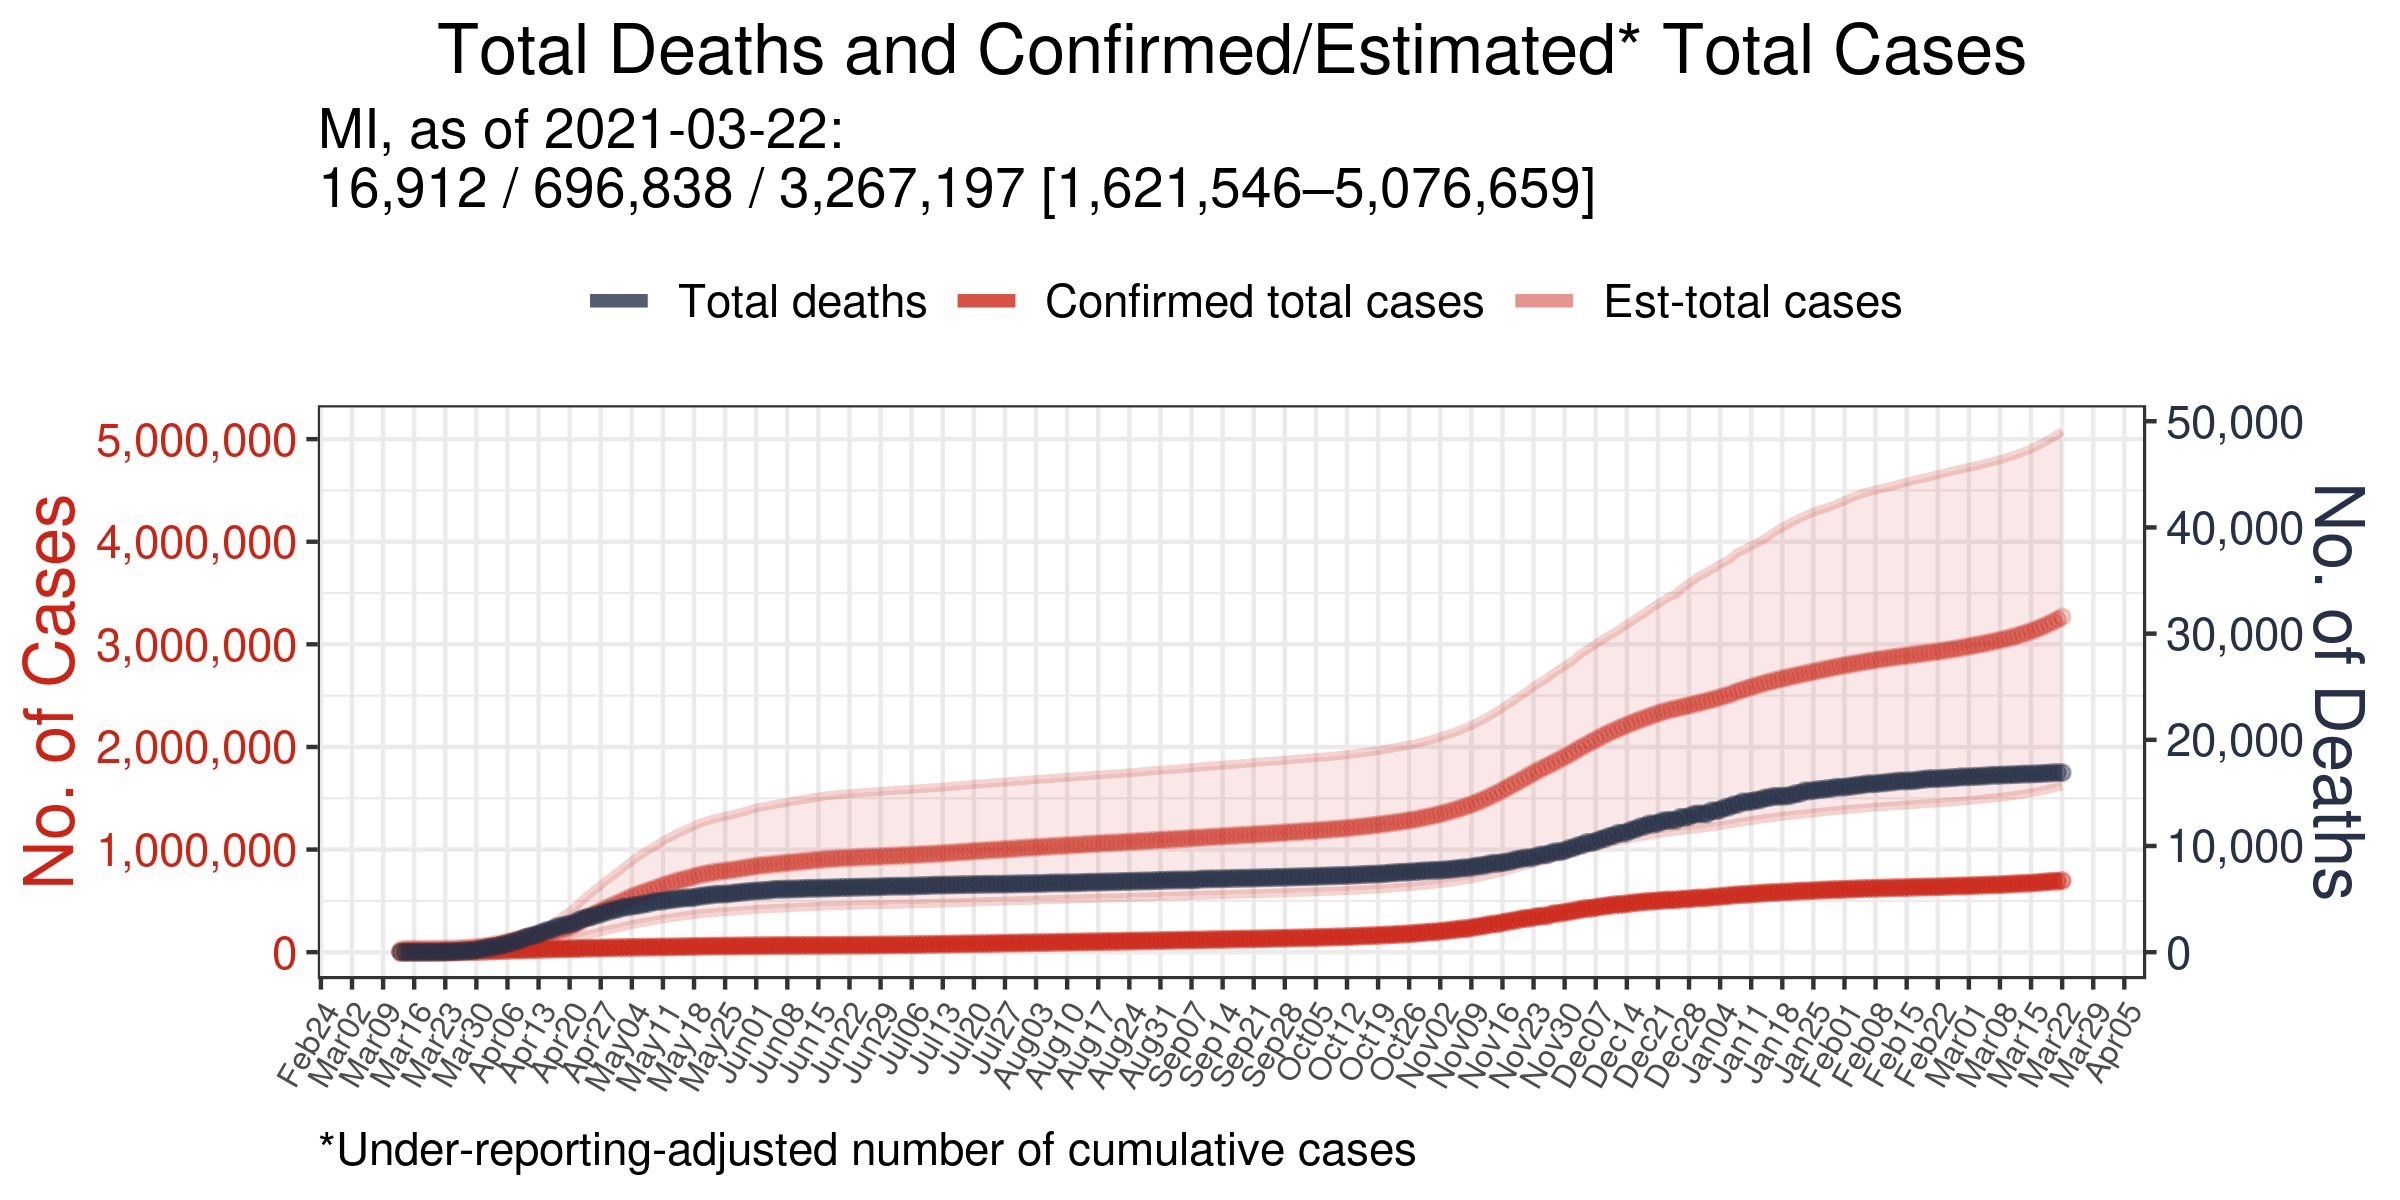 Total Deaths and Confirmed/Estimated* Total Cases
MI, as of 2021-03-22:
16,912 / 696,838 / 3,267,197 [1,621,546–5,076,659]
Total deaths
Confirmed total cases
Est-total cases
No. of Cases
5,000,000
4,000,000
3,000,000
2,000,000
1,000,000
0
50,000
40,000
30,000
20,000
10,000
0
No. of Deaths
Feb24
Mar02
Mar09
Mar16
Mar23
Mar30
Apr06
Apr13
Apr20
Apr27
May04
May11
May18
May25
Jun01
Jun08
Jun15
Jun22
Jun29
Jul06
Jul13
Jul20
Jul27
Aug03
Aug10
Aug17
Aug24
Aug31
Sep07
Sep14
Sep21
Sep28
Oct05
Oct12
Oct19
Oct26
Nov02
Nov09
Nov16
Nov23
Nov30
Dec07
Dec14
Dec21
Dec28
Jan04
Jan11
Jan18
Jan25
Feb01
Feb08
Feb15
Feb22
Mar01
Mar08
Mar15
Mar22
Mar29
Apr05
*Under-reporting-adjusted number of cumulative cases